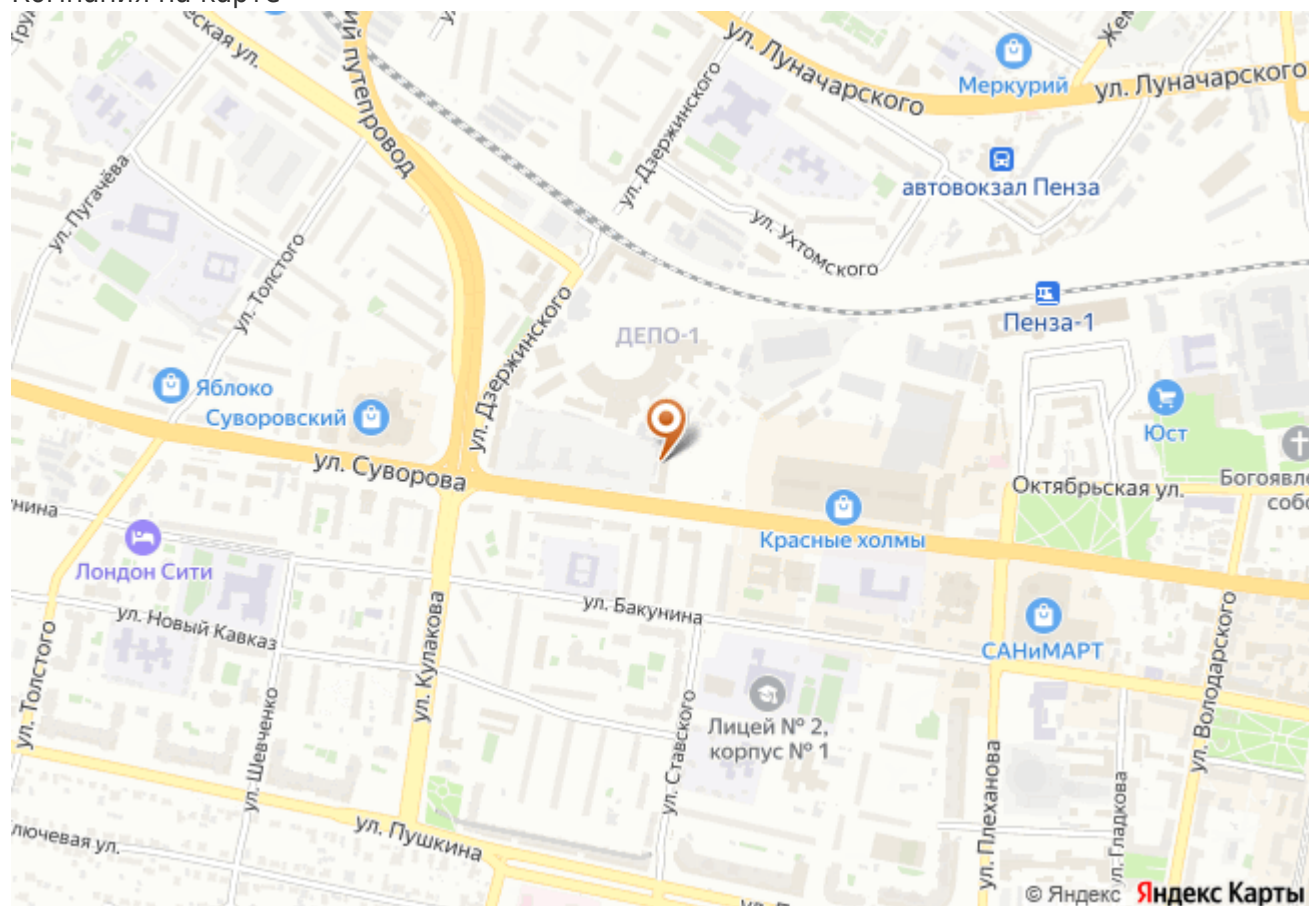 Компания на карте
ул. Луначарского
Меркурий
ул. Луначарского
ул. Дзержинского
автовокзал Пенза
ул. Пугачёва
ул. Толстого
ул. Ухтомского
Пенза-1
ДЕПО-1
ул. Дзержинского
Яблоко
Суворовский
Юст
ул. Суворова
Октябрьская ул.
Красные холмы
Лондон Сити
ул. Бакунина
ул. Новый Кавказ
САНиМАРТ
ул. Толстого
ул. Кулакова
ул. Шевченко
ул. Ставского
Лицей № 2,
корпус № 1
ул. Володарского
ул. Плеханова
ул. Гладкова
ул. Пушкина
© Яндекс Яндекс Карты